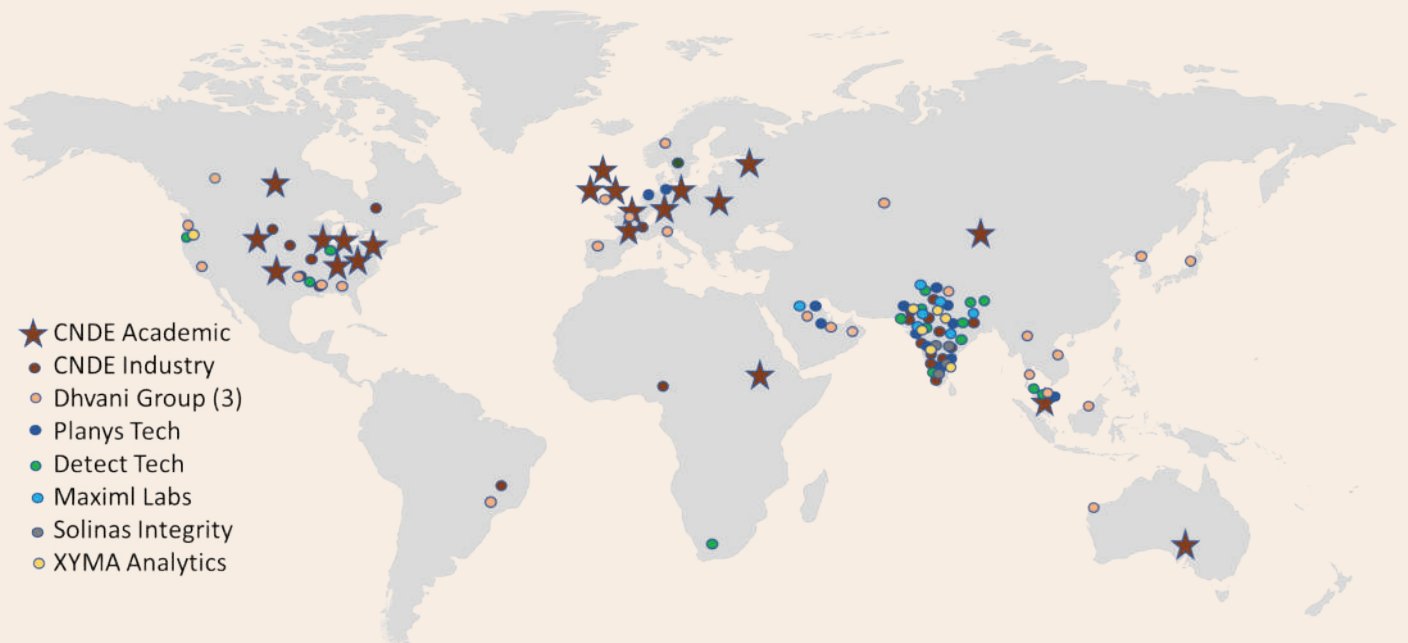 CNDE Academic
CNDE Industry
Dhvani Group (3)
Planys Tech
Detect Tech
Maximl Labs
Solinas Integrity
XYMA Analytics